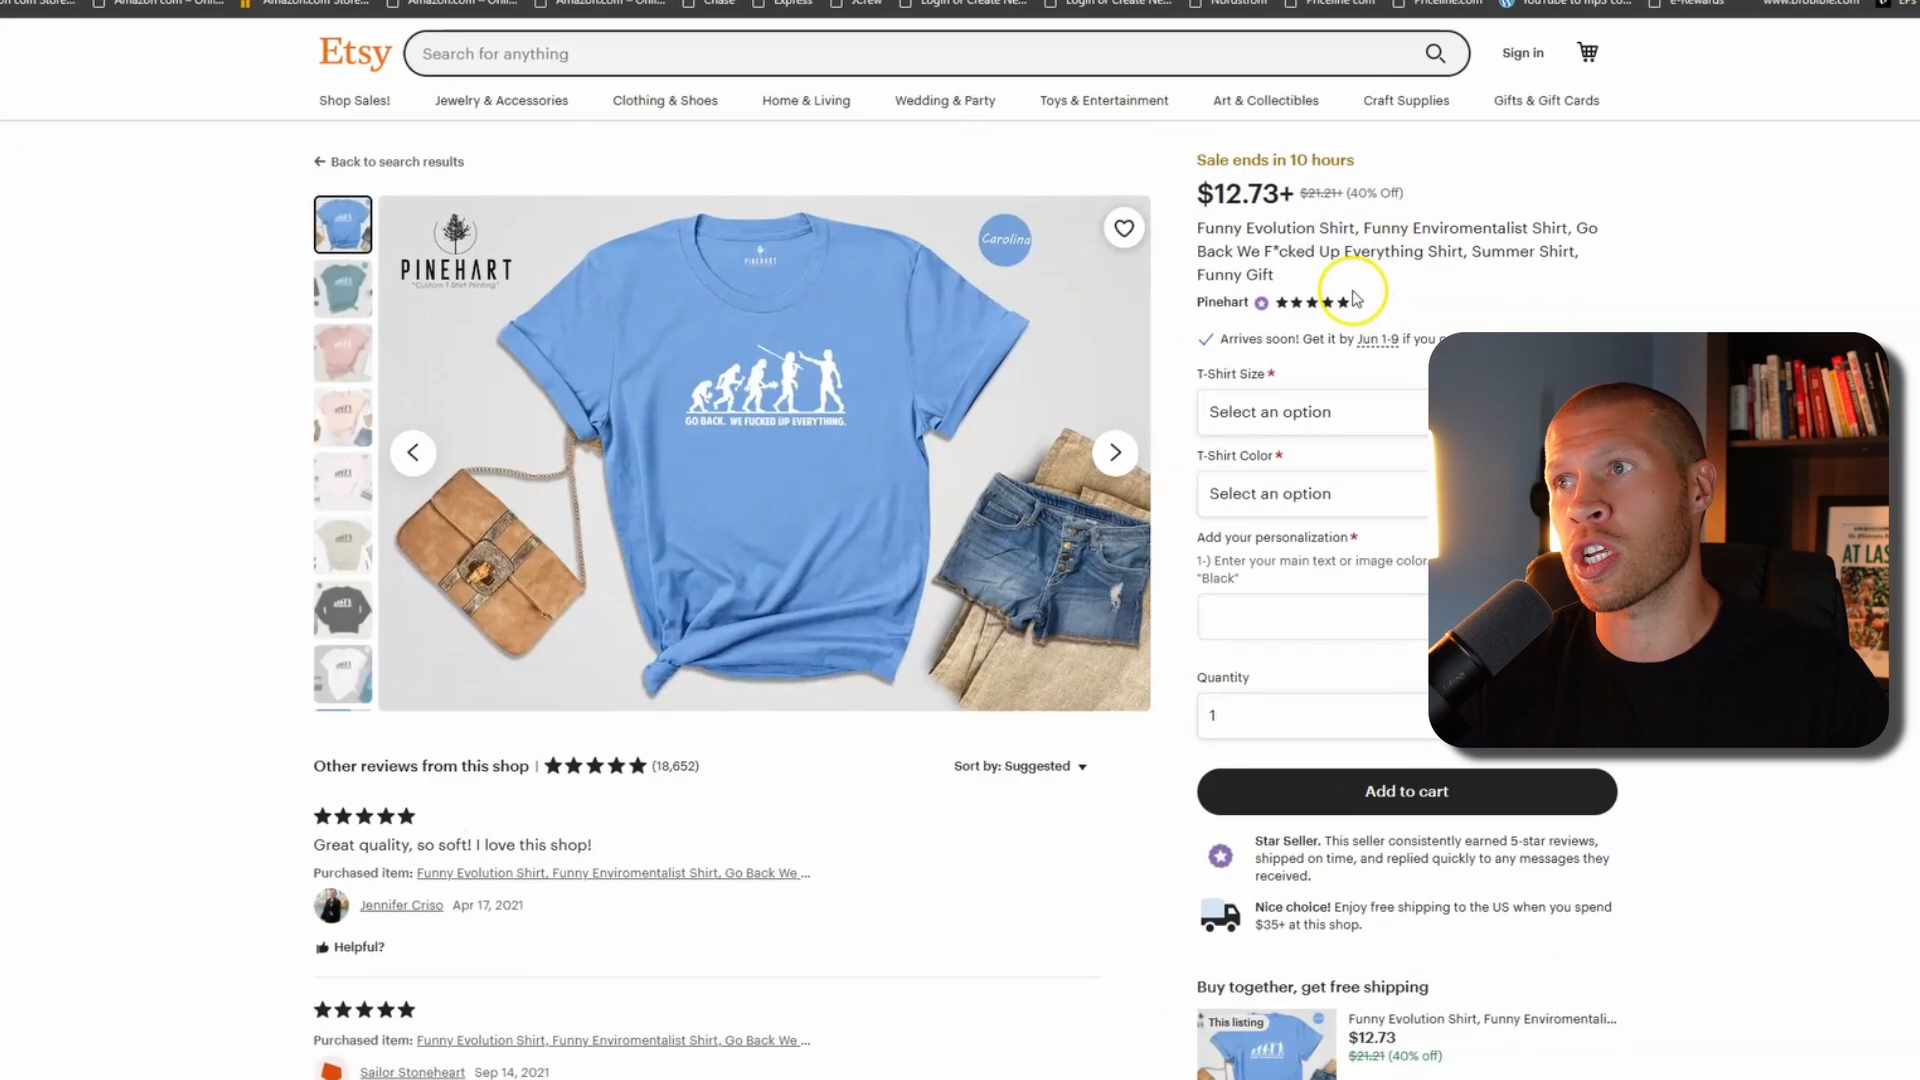 Amazon.com – Onli...
Amazon.com Store...
Amazon.com – Onli...
Amazon.com – Onli...
Chase
Express
JCrew
Login or Create Ne...
Login or Create Ne...
Nordstrom
Priceline.com
Priceline.com
YouTube to mp3 co...
e-Rewards
www.brobible.com
Etsy
Search for anything
Sign in
Shop Sales!
Jewelry & Accessories
Clothing & Shoes
Home & Living
Wedding & Party
Toys & Entertainment
Art & Collectibles
Craft Supplies
Gifts & Gift Cards
Back to search results
PINEHART
"Custom T-Shirt Printing"
PINEHART
Carolina
GO BACK. WE FUCKED UP EVERYTHING.
Sale ends in 10 hours
$12.73+ $21.21+ (40% Off)
Funny Evolution Shirt, Funny Enviromentalist Shirt, Go
Back We F*cked Up Everything Shirt, Summer Shirt,
Funny Gift
Pinehart
Arrives soon! Get it by Jun 1-9 if you
T-Shirt Size *
Select an option
T-Shirt Color *
Select an option
Add your personalization *
1-) Enter your main text or image color.
"Black"
Quantity
1
AT LAS
Add to cart
Star Seller. This seller consistently earned 5-star reviews,
shipped on time, and replied quickly to any messages they
received.
Nice choice! Enjoy free shipping to the US when you spend
$35+ at this shop.
Buy together, get free shipping
This listing
Funny Evolution Shirt, Funny Enviromentali...
$12.73
$21.21 (40% off)
Other reviews from this shop | (18,652)
Sort by: Suggested
Great quality, so soft! I love this shop!
Purchased item: Funny Evolution Shirt, Funny Enviromentalist Shirt, Go Back We ...
Jennifer Criso Apr 17, 2021
Helpful?
Purchased item: Funny Evolution Shirt, Funny Enviromentalist Shirt, Go Back We ...
Sailor Stoneheart Sep 14, 2021